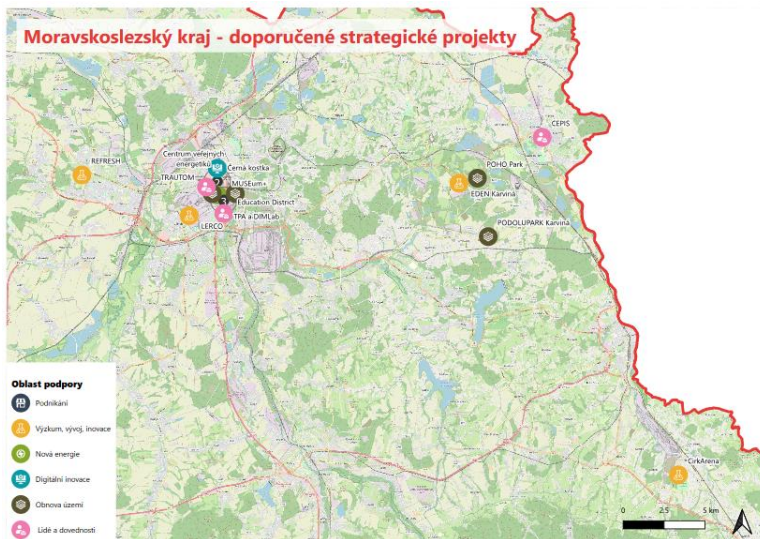 Moravskoslezský kraj - doporučené strategické projekty
CEPIS
REFRESH
Centrum veřejných
energetiků
Černá kostka
TRAUTOM
MUSEum+
Education District
TPA a DIMLab
LERCO
POHO Park
EDEN Karviná
PODOLUPARK Karviná
CirkArena
Oblast podpory
Podnikání
Výzkum, vývoj, inovace
Nová energie
Digitální inovace
Obnova území
Lidé a dovednosti
0 2.5 5 km